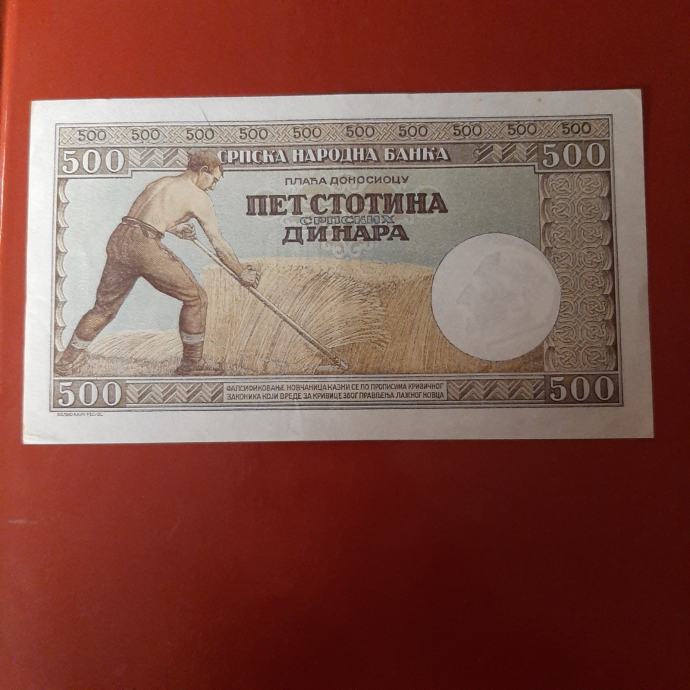 500 500 500 500 500 500 500 500 500 500
500 СРПСКА НАРОДНА БАНКА 500
ПЛАЋА ДОНОСИОЦУ
ПЕТ СТОТИНА
СРПСКИХ
ДИНАРА
500 500
ФАЛСИФИКОВАЊЕ НОВЧАНИЦА КАЗНИ СЕ ПО ПРОПИСИМА КРИВИЧНОГ
ЗАКОНИКА КОЈИ ВРЕДЕ ЗА КРИВИЦЕ ЗБОГ ПРАВЉЕЊА ЛАЖНОГ НОВЦА